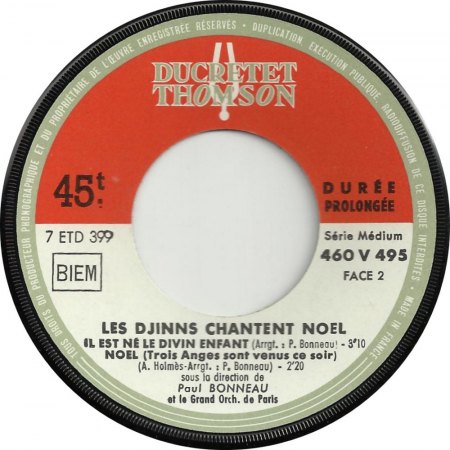 TOUS DROITS DU PRODUCTEUR PHONOGRAPHIQUE ET DU PROPRIÉTAIRE DE L'ŒUVRE ENREGISTRÉE RÉSERVÉS - DUPLICATION, EXÉCUTION PUBLIQUE, RADIODIFFUSION DE CE DISQUE INTERDITES
DUCRETET
THOMSON
45t.
DURÉE
PROLONGÉE
7 ETD 399
Série Médium
BIEM
460 V 495
FACE 2
LES DJINNS CHANTENT NOEL
IL EST NÉ LE DIVIN ENFANT (Arrgt. : P. Bonneau) - 3'10
NOEL (Trois Anges sont venus ce soir)
(A. Holmès-Arrgt. : P. Bonneau) - 2'20
sous la direction de
Paul BONNEAU
et le Grand Orch. de Paris